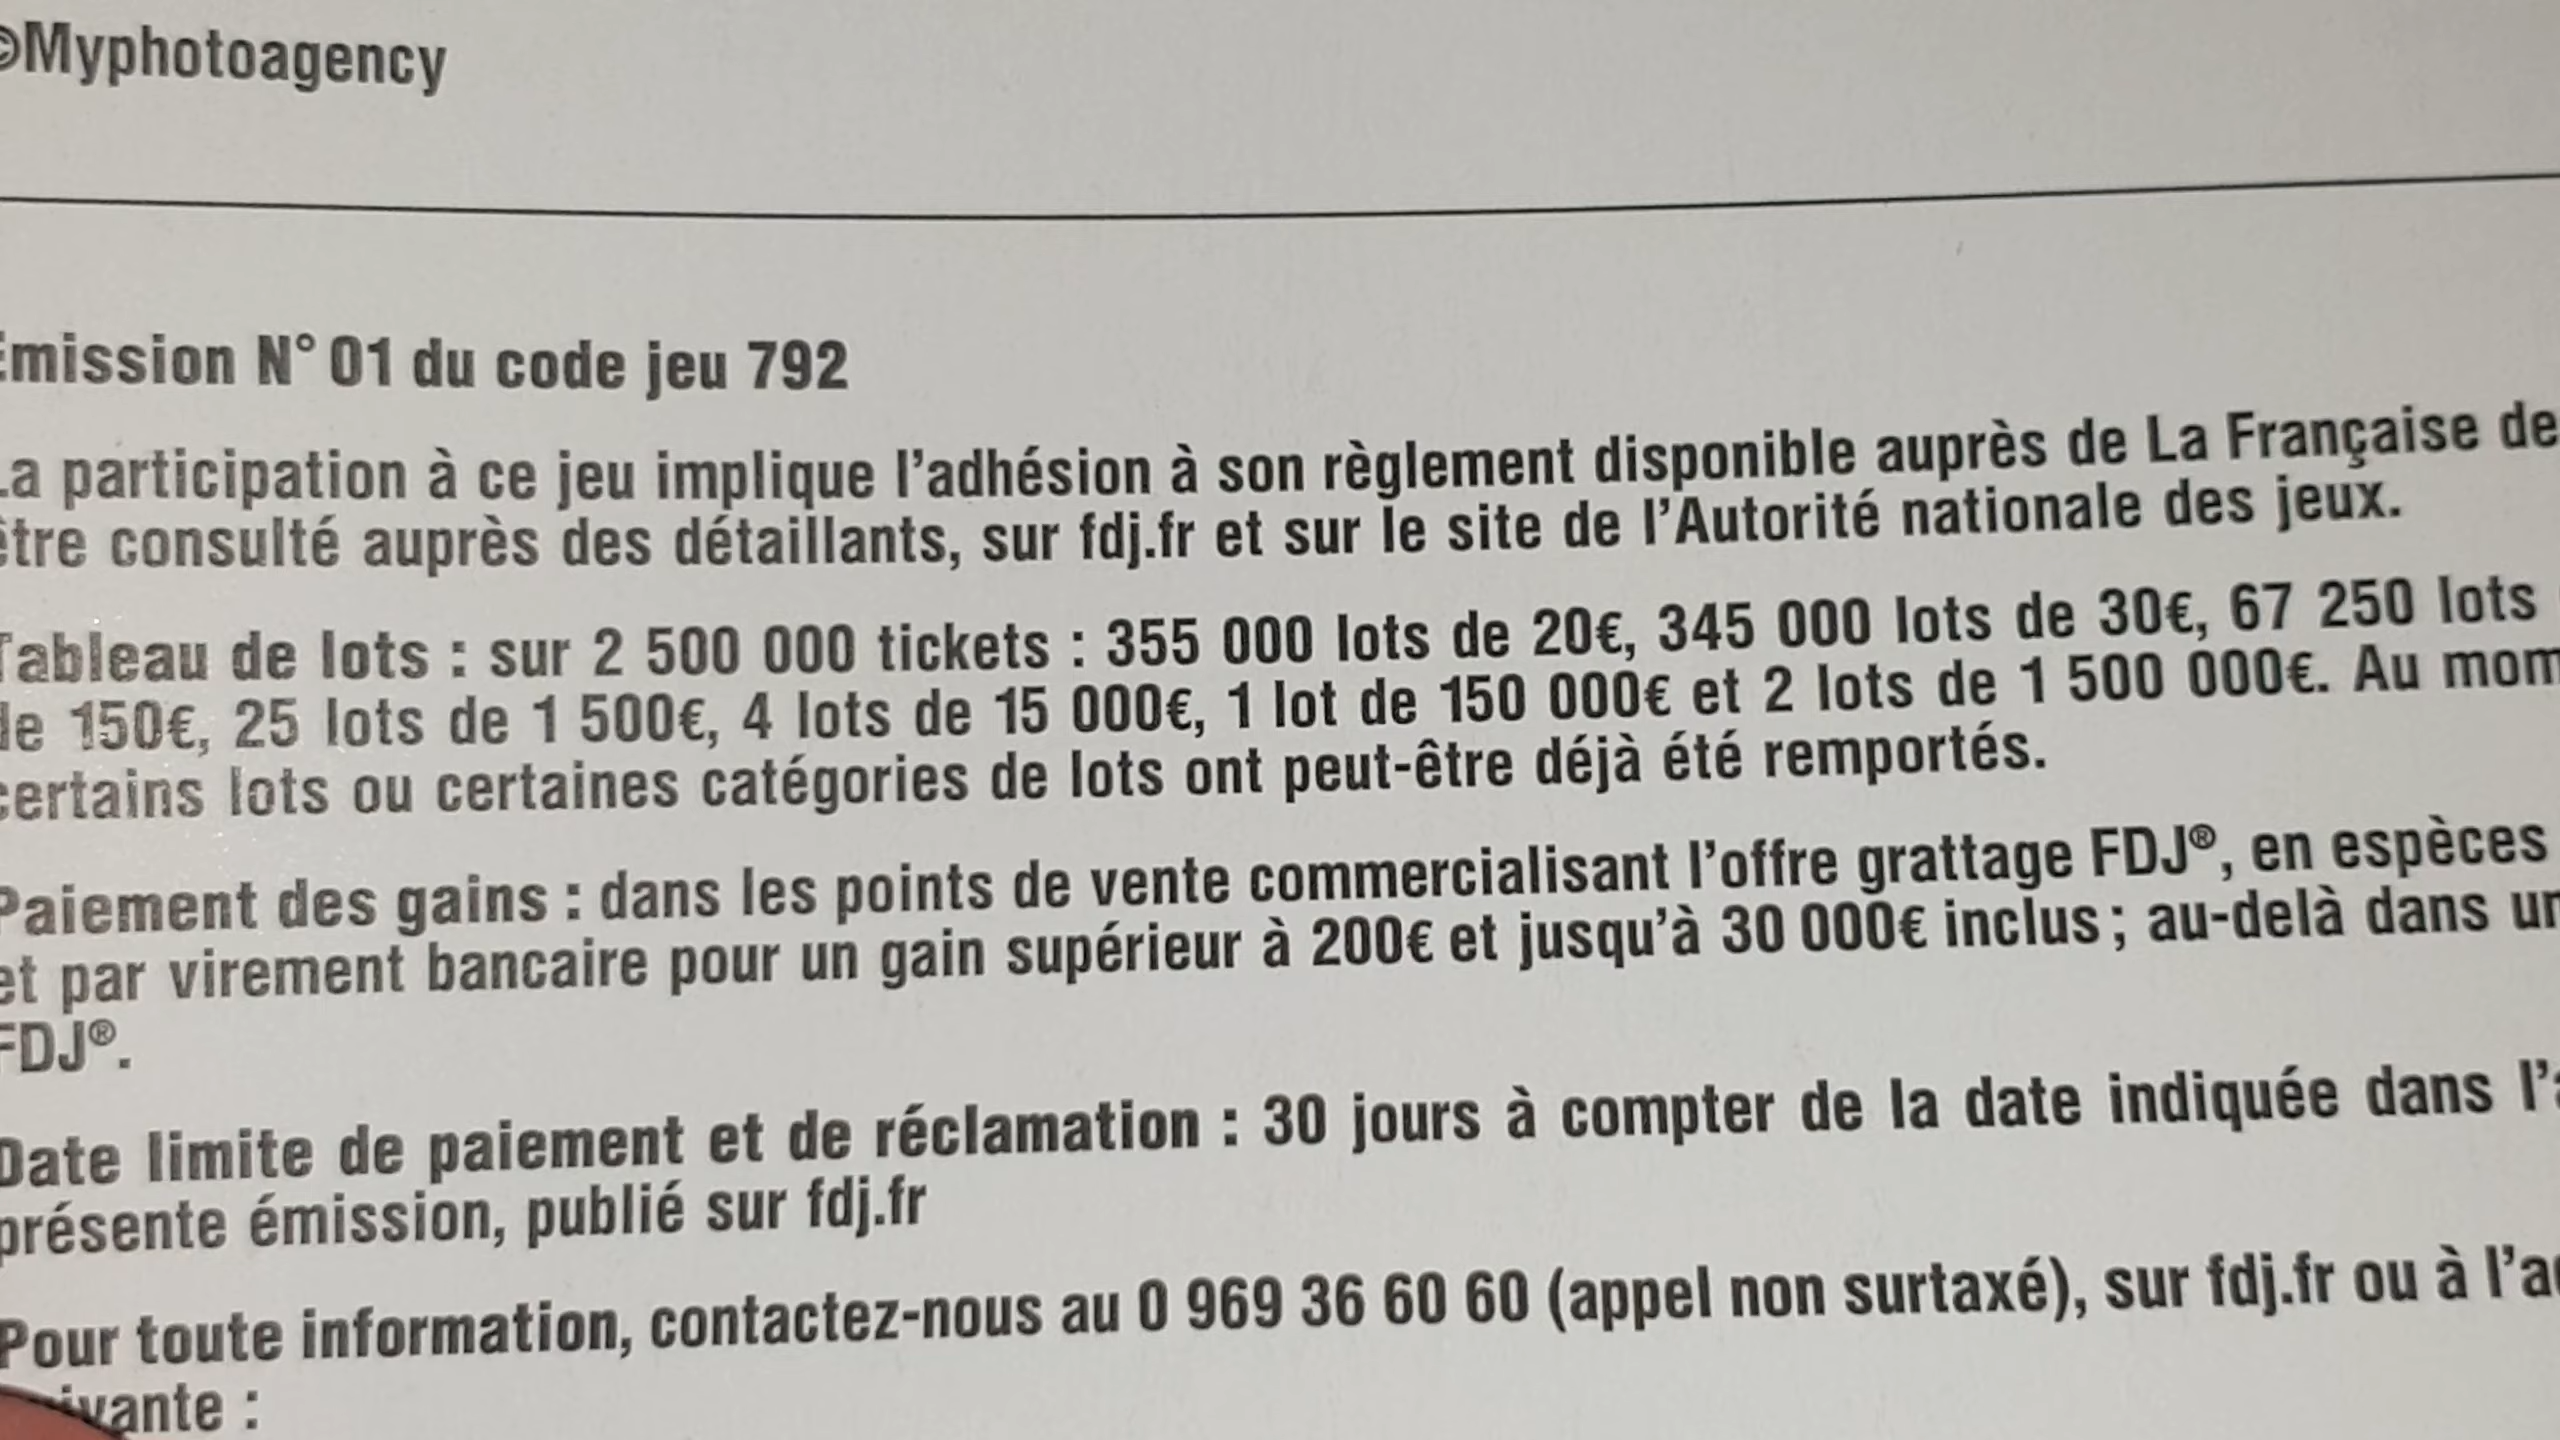 ©Myphotoagency
Émission N° 01 du code jeu 792
La participation à ce jeu implique l'adhésion à son règlement disponible auprès de La Française de
être consulté auprès des détaillants, sur fdj.fr et sur le site de l'Autorité nationale des jeux.
Tableau de lots : sur 2 500 000 tickets : 355 000 lots de 20€, 345 000 lots de 30€, 67 250 lots
de 150€, 25 lots de 1 500€, 4 lots de 15 000€, 1 lot de 150 000€ et 2 lots de 1 500 000€. Au mom
certains lots ou certaines catégories de lots ont peut-être déjà été remportés.
Paiement des gains : dans les points de vente commercialisant l'offre grattage FDJ®, en espèces
et par virement bancaire pour un gain supérieur à 200€ et jusqu'à 30 000€ inclus ; au-delà dans un
FDJ®.
Date limite de paiement et de réclamation : 30 jours à compter de la date indiquée dans l'a
présente émission, publié sur fdj.fr
Pour toute information, contactez-nous au 0 969 36 60 60 (appel non surtaxé), sur fdj.fr ou à l'a
ivante :